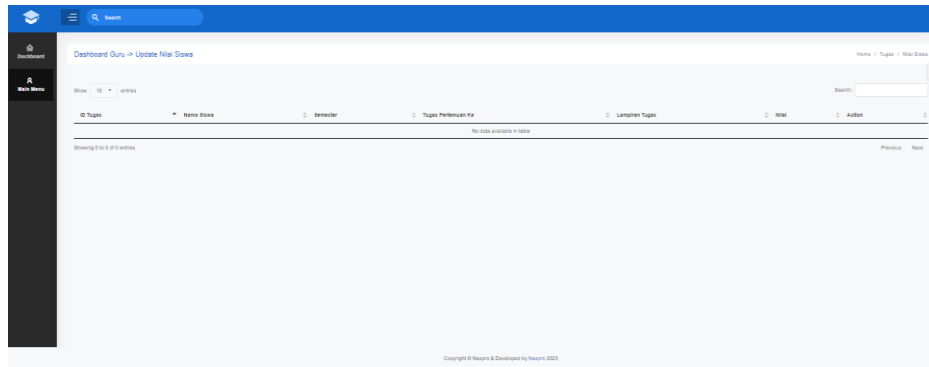 Search
Dashboard
Main Menu
Dashboard Guru -> Update Nilai Siswa
Home > Tugas > Nilai Siswa
Show 10 entries
Search:
ID Tugas Nama Siswa Semester Tugas Pertemuan Ke Lampiran Tugas Nilai Action
No data available in table
Showing 0 to 0 of 0 entries
Previous Next
Copyright © Nexpro & Developed by Nexpro 2023